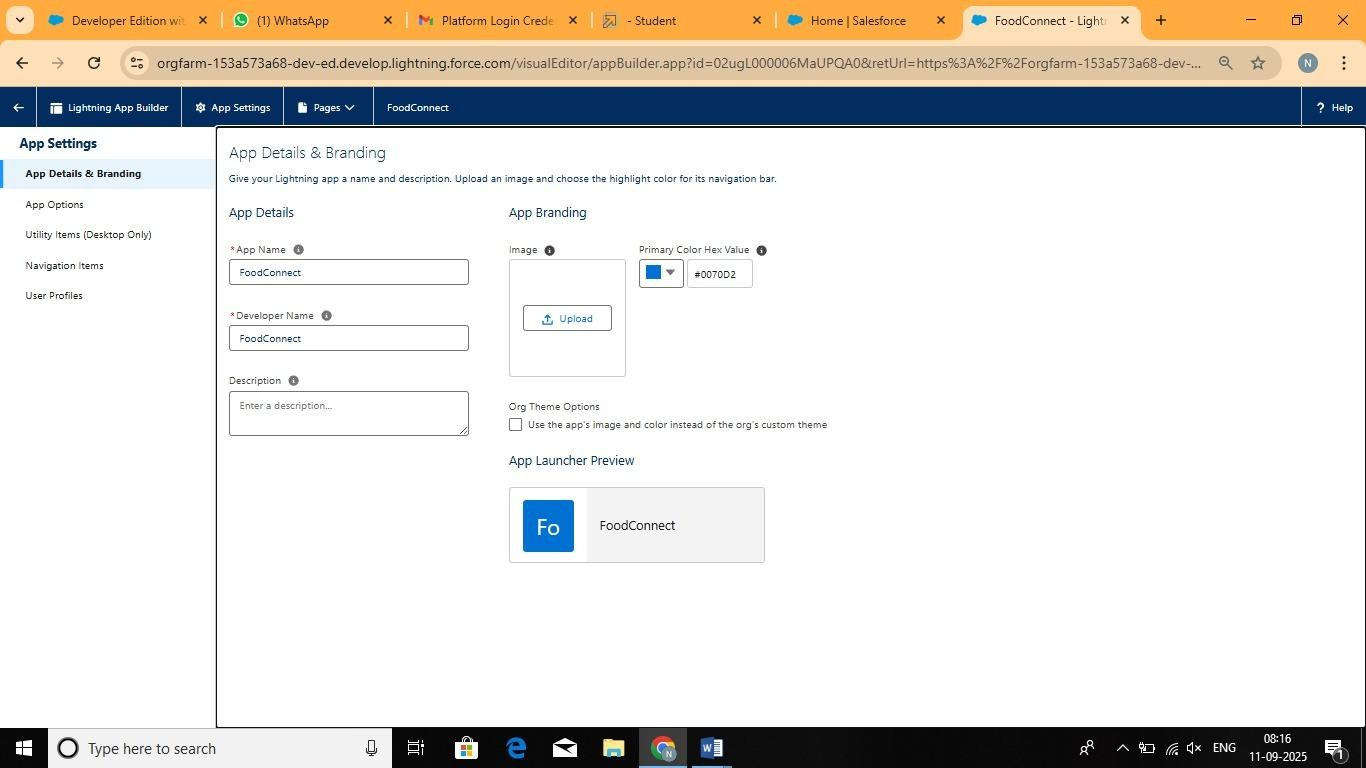 Developer Edition wit
(1) WhatsApp
Platform Login Crede
- Student
Home | Salesforce
FoodConnect - Lightn
orgfarm-153a573a68-dev-ed.develop.lightning.force.com/visualEditor/appBuilder.app?id=02ugL000006MaUPQA0&retUrl=https%3A%2F%2Forgfarm-153a573a68-dev-...
N
Lightning App Builder
App Settings
Pages
FoodConnect
? Help
App Settings
App Details & Branding
App Options
Utility Items (Desktop Only)
Navigation Items
User Profiles
App Details & Branding
Give your Lightning app a name and description. Upload an image and choose the highlight color for its navigation bar.
App Details
App Branding
* App Name
FoodConnect
* Developer Name
FoodConnect
Description
Enter a description...
Image
Upload
Primary Color Hex Value
#0070D2
Org Theme Options
Use the app's image and color instead of the org's custom theme
App Launcher Preview
Fo
FoodConnect
Type here to search
ENG
08:16
11-09-2025
1